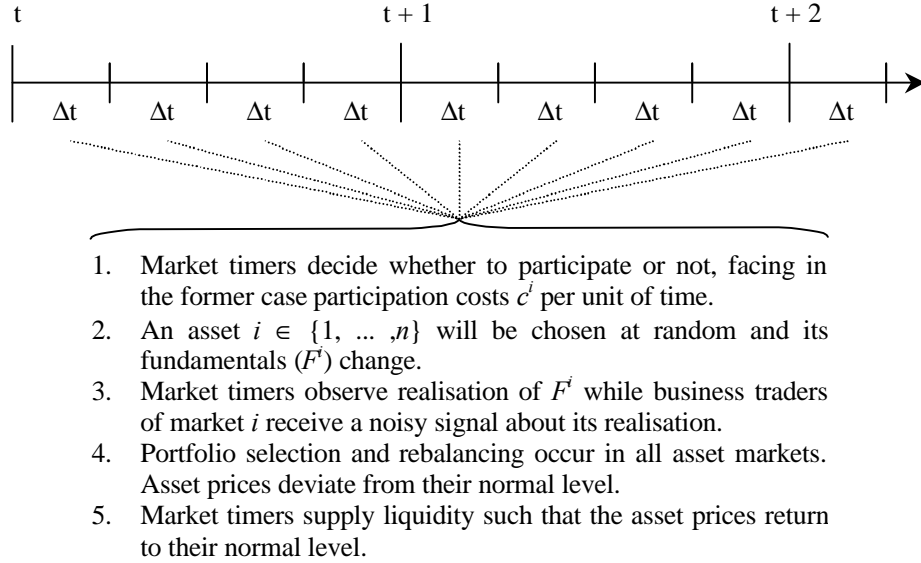 t t + 1 t + 2
Δt Δt Δt Δt Δt Δt Δt Δt Δt
1. Market timers decide whether to participate or not, facing in
the former case participation costs cⁱ per unit of time.
2. An asset i ∈ {1, ... ,n} will be chosen at random and its
fundamentals (Fⁱ) change.
3. Market timers observe realisation of Fⁱ while business traders
of market i receive a noisy signal about its realisation.
4. Portfolio selection and rebalancing occur in all asset markets.
Asset prices deviate from their normal level.
5. Market timers supply liquidity such that the asset prices return
to their normal level.